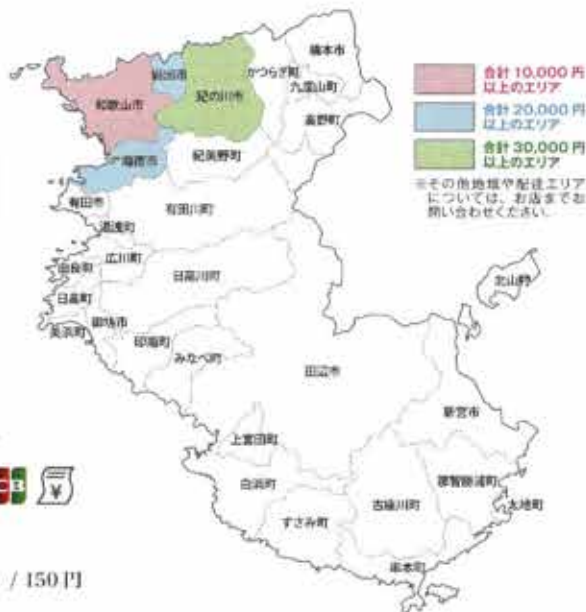 橋本市
かつらぎ町
岩出市
九度山町
紀の川市
和歌山市
高野町
海南市
紀美野町
有田市
有田川町
湯浅町
広川町
由良町
日高川町
日高町
美浜町
御坊市
印南町
みなべ町
田辺市
北山村
新宮市
上富田町
白浜町
那智勝浦町
古座川町
太地町
すさみ町
串本町
合計 10,000 円
以上のエリア
合計 20,000 円
以上のエリア
合計 30,000 円
以上のエリア
※その他地域や配達エリア
については、お店までお
問い合わせください。
¥
/ 150円